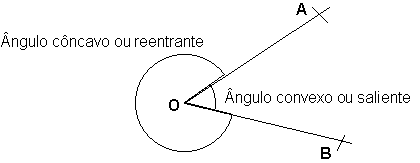 A
Ângulo côncavo ou reentrante
Ângulo convexo ou saliente
O
B